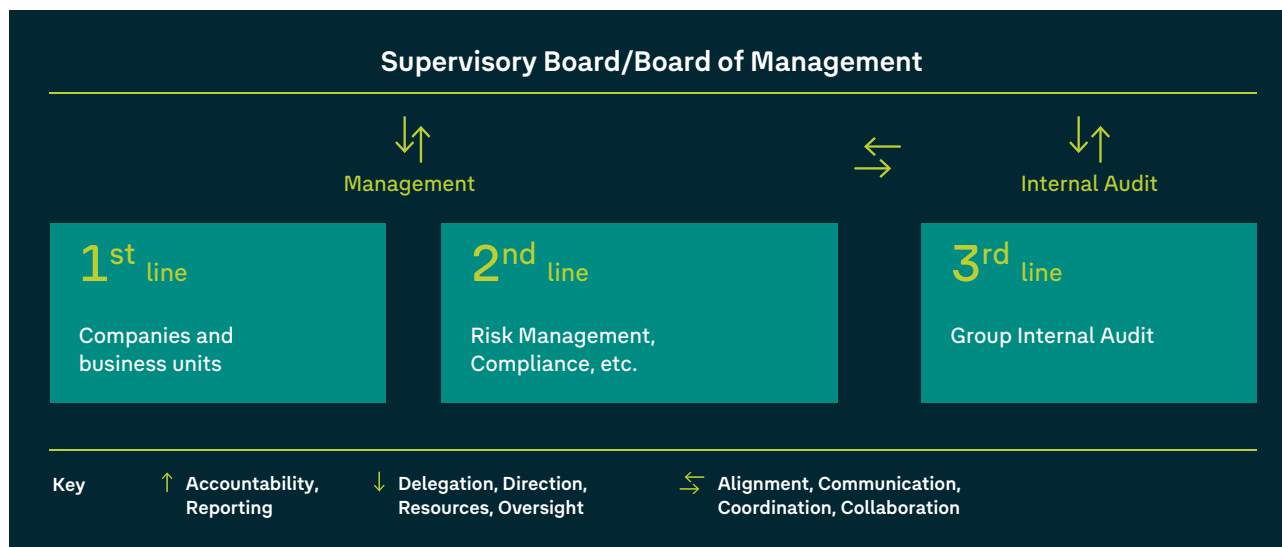 Supervisory Board/Board of Management
Management
Internal Audit
1st line
Companies and
business units
2nd line
Risk Management,
Compliance, etc.
3rd line
Group Internal Audit
Key
Accountability,
Reporting
Delegation, Direction,
Resources, Oversight
Alignment, Communication,
Coordination, Collaboration